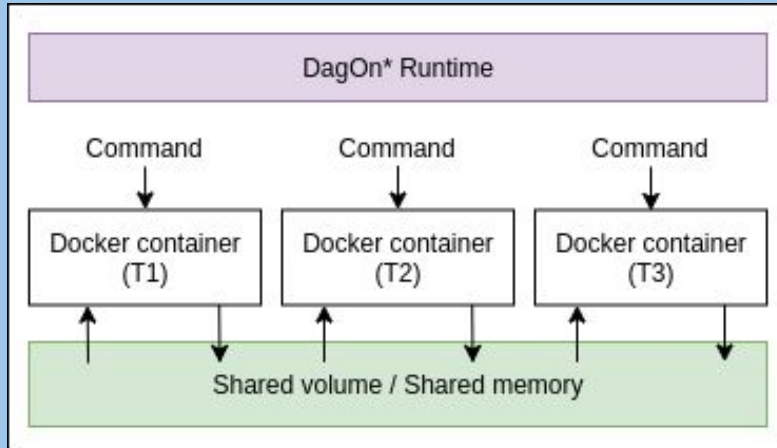 DagOn* Runtime
Command
Command
Command
Docker container
(T1)
Docker container
(T2)
Docker container
(T3)
Shared volume / Shared memory